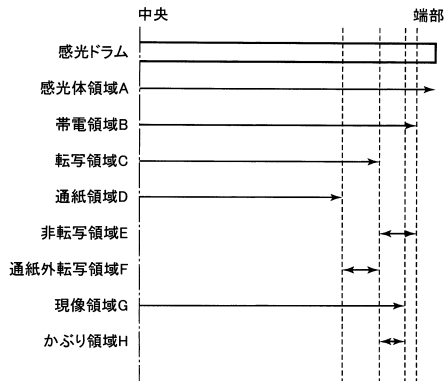 中央 端部
感光ドラム
感光体領域A
帯電領域B
転写領域C
通紙領域D
非転写領域E
通紙外転写領域F
現像領域G
かぶり領域H